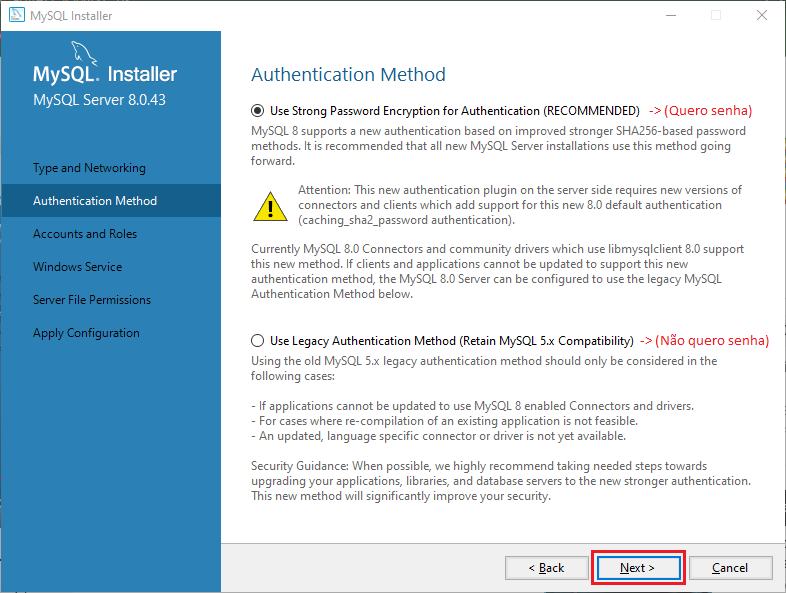 MySQL Installer
MySQL. Installer
MySQL Server 8.0.43
Type and Networking
Authentication Method
Accounts and Roles
Windows Service
Server File Permissions
Apply Configuration
Authentication Method
Use Strong Password Encryption for Authentication (RECOMMENDED) -> (Quero senha)
MySQL 8 supports a new authentication based on improved stronger SHA256-based password
methods. It is recommended that all new MySQL Server installations use this method going
forward.
Attention: This new authentication plugin on the server side requires new versions of
connectors and clients which add support for this new 8.0 default authentication
(caching_sha2_password authentication).
Currently MySQL 8.0 Connectors and community drivers which use libmysqlclient 8.0 support
this new method. If clients and applications cannot be updated to support this new
authentication method, the MySQL 8.0 Server can be configured to use the legacy MySQL
Authentication Method below.
Use Legacy Authentication Method (Retain MySQL 5.x Compatibility) -> (Não quero senha)
Using the old MySQL 5.x legacy authentication method should only be considered in the
following cases:
- If applications cannot be updated to use MySQL 8 enabled Connectors and drivers.
- For cases where re-compilation of an existing application is not feasible.
- An updated, language specific connector or driver is not yet available.
Security Guidance: When possible, we highly recommend taking needed steps towards
upgrading your applications, libraries, and database servers to the new stronger authentication.
This new method will significantly improve your security.
< Back
Next >
Cancel